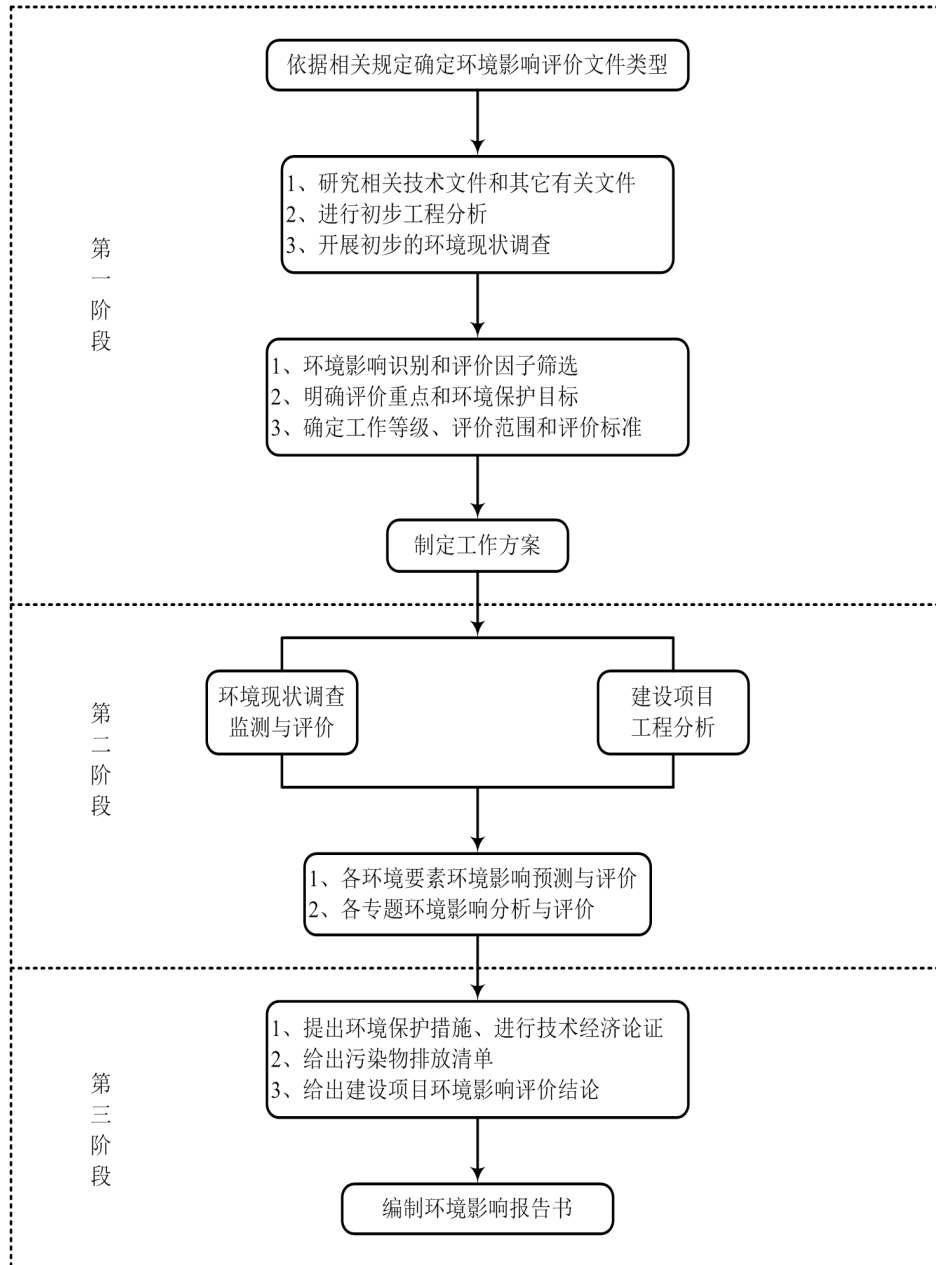 依据相关规定确定环境影响评价文件类型
第一阶段
1、研究相关技术文件和其它有关文件
2、进行初步工程分析
3、开展初步的环境现状调查
1、环境影响识别和评价因子筛选
2、明确评价重点和环境保护目标
3、确定工作等级、评价范围和评价标准
制定工作方案
第二阶段
环境现状调查
监测与评价
建设项目
工程分析
1、各环境要素环境影响预测与评价
2、各专题环境影响分析与评价
第三阶段
1、提出环境保护措施、进行技术经济论证
2、给出污染物排放清单
3、给出建设项目环境影响评价结论
编制环境影响报告书